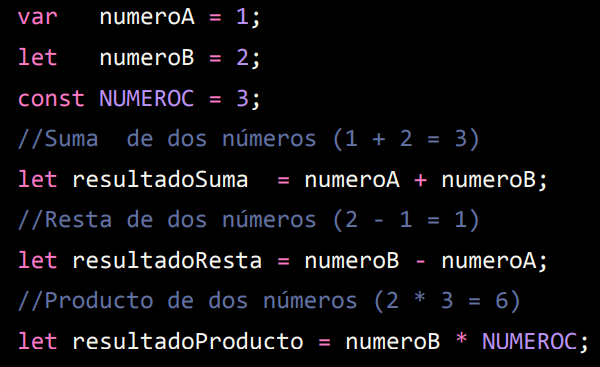 var   numeroA = 1;
let   numeroB = 2;
const NUMEROC = 3;
//Suma  de dos números (1 + 2 = 3)
let resultadoSuma  = numeroA + numeroB;
//Resta de dos números (2 - 1 = 1)
let resultadoResta = numeroB - numeroA;
//Producto de dos números (2 * 3 = 6)
let resultadoProducto = numeroB * NUMEROC;